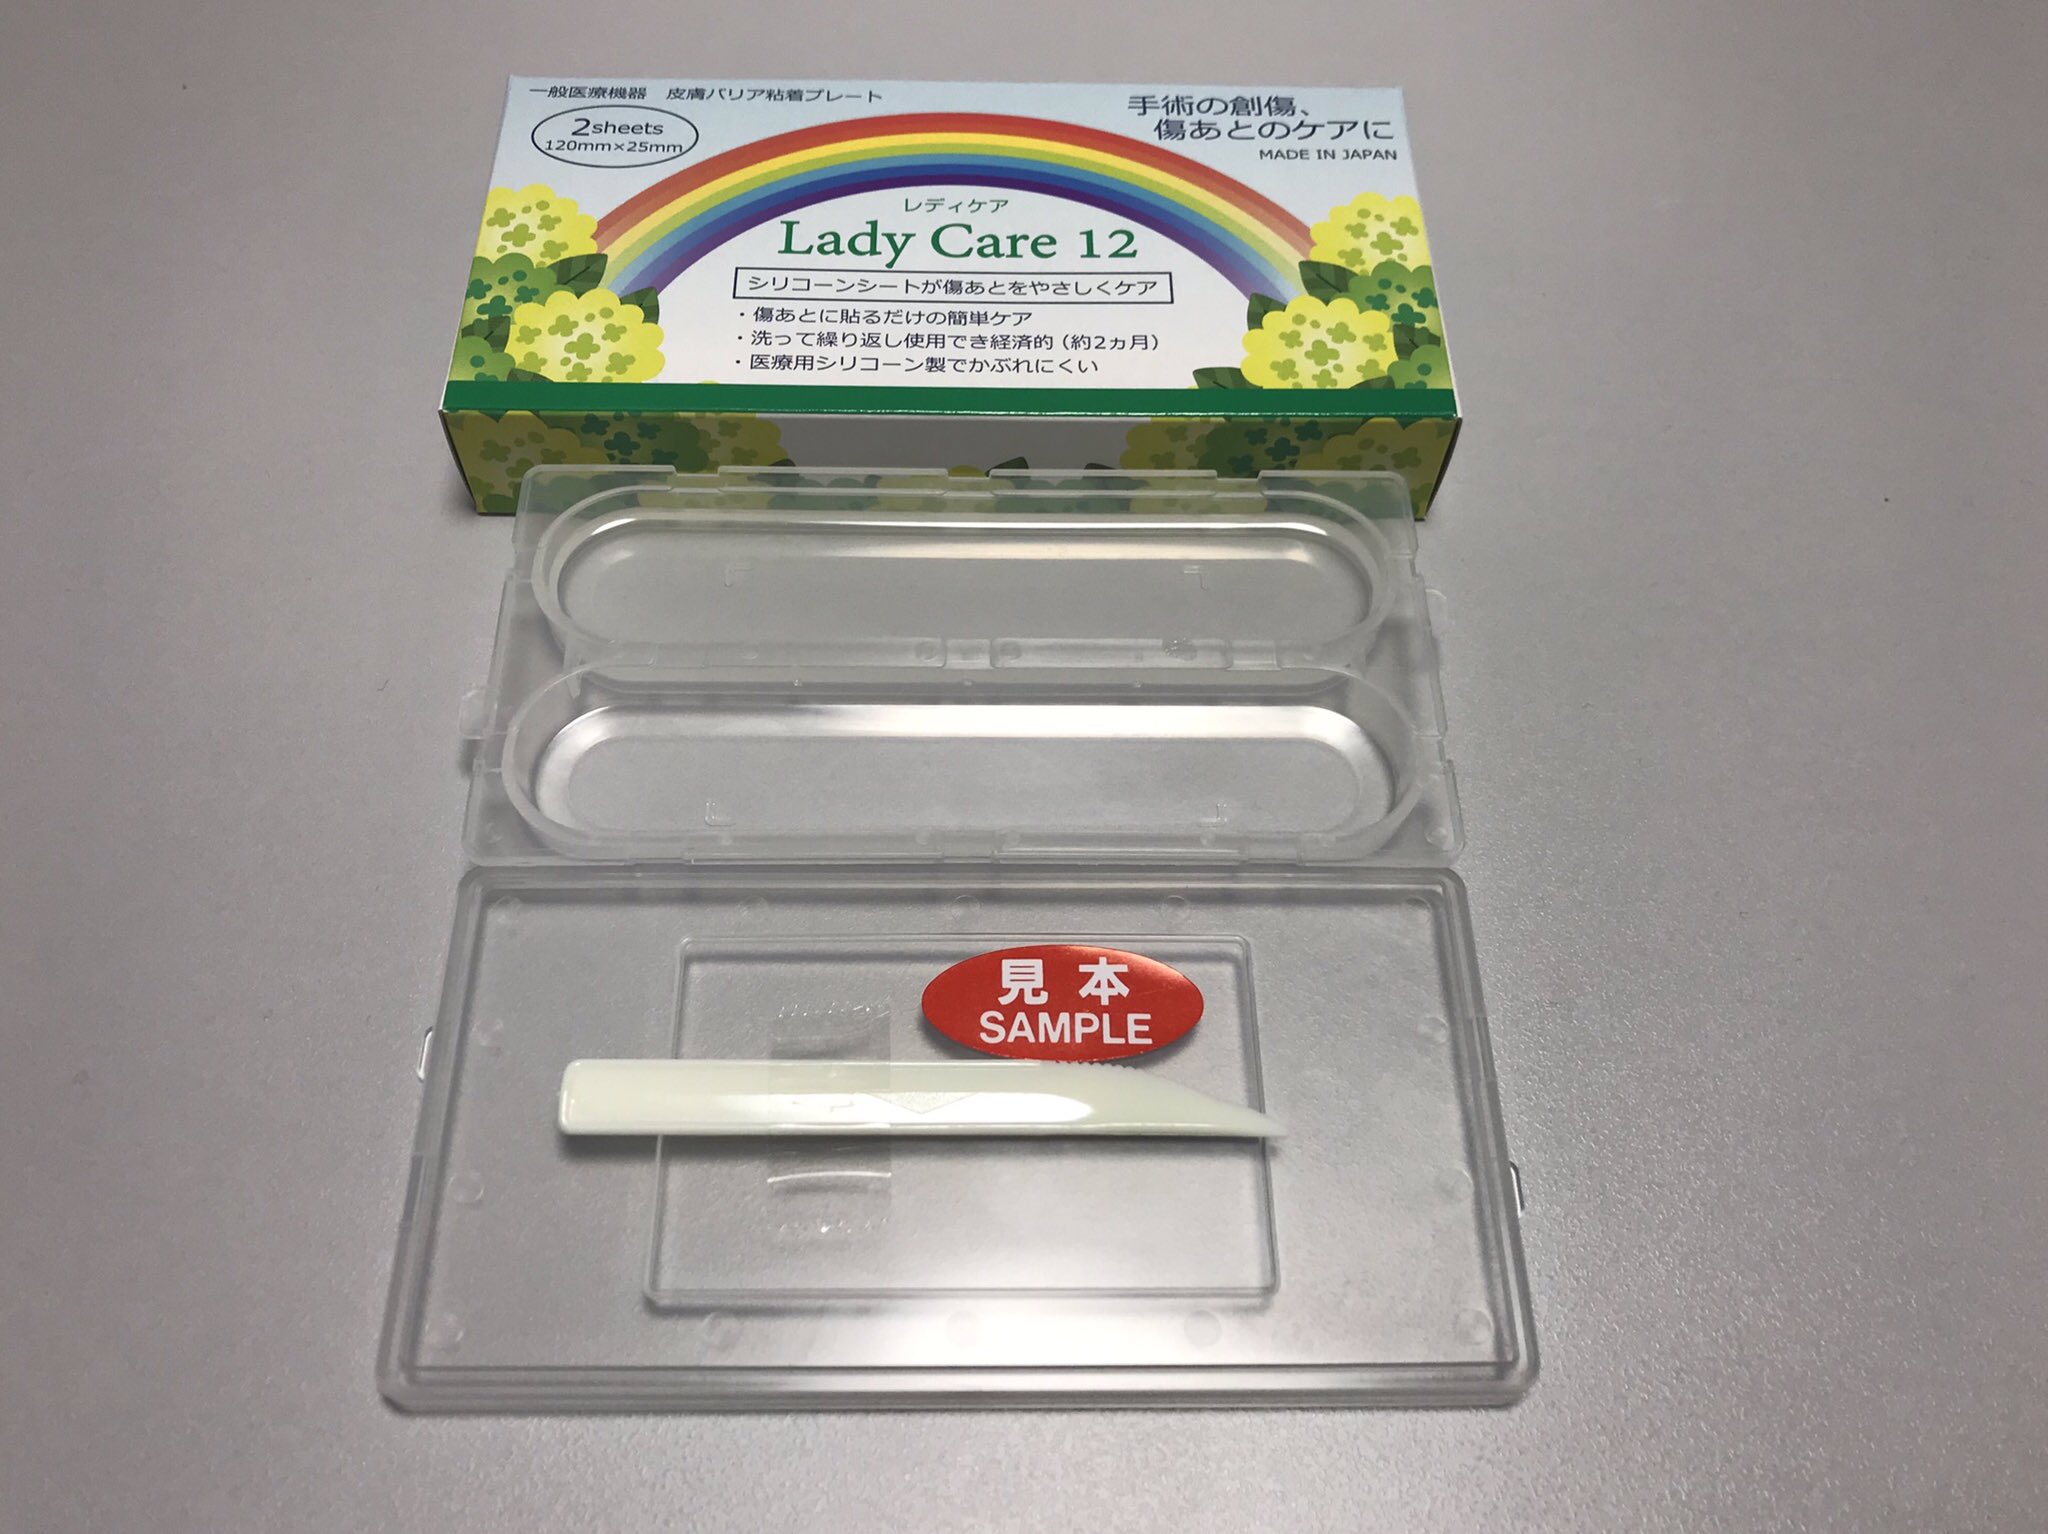 一般医療機器 皮膚バリア粘着プレート
2sheets
120mm×25mm
手術の創傷、
傷あとのケアに
MADE IN JAPAN
レディケア
Lady Care 12
シリコーンシートが傷あとをやさしくケア
・傷あとに貼るだけの簡単ケア
・洗って繰り返し使用でき経済的（約2ヵ月）
・医療用シリコーン製でかぶれにくい
見本
SAMPLE